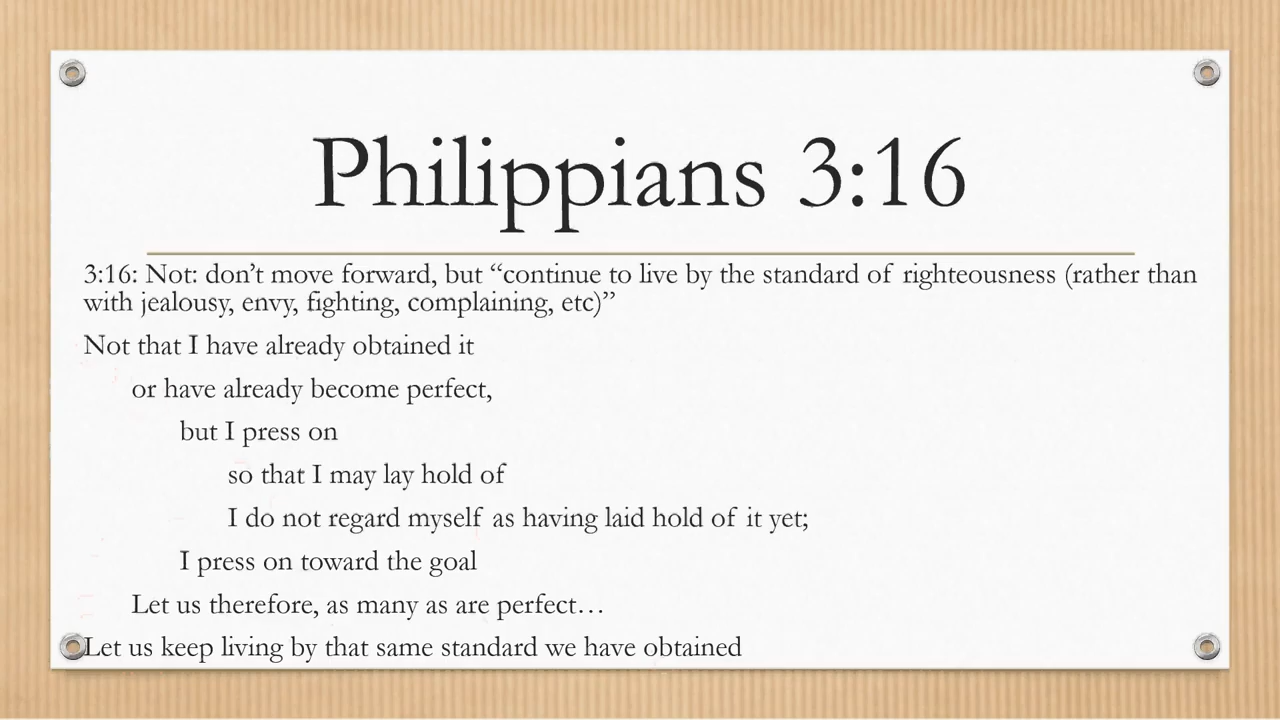 Philippians 3:16
3:16: Not: don’t move forward, but “continue to live by the standard of righteousness (rather than
with jealousy, envy, fighting, complaining, etc)”
Not that I have already obtained it
or have already become perfect,
but I press on
so that I may lay hold of
I do not regard myself as having laid hold of it yet;
I press on toward the goal
Let us therefore, as many as are perfect…
Let us keep living by that same standard we have obtained